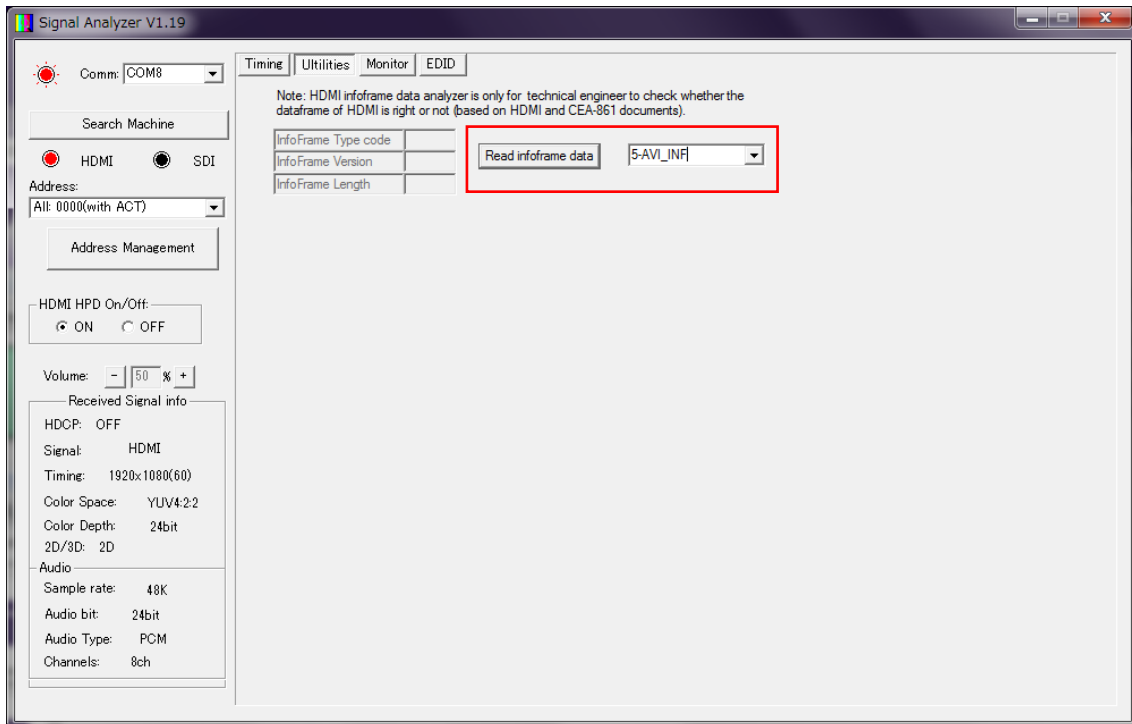 Signal Analyzer V1.19
Comm: COM8
Search Machine
HDMI SDI
Address:
All: 0000(with ACT)
Address Management
HDMI HPD On/Off:
ON OFF
Volume: - 50 % +
Received Signal info
HDCP: OFF
Signal: HDMI
Timing: 1920x1080(60)
Color Space: YUV4:2:2
Color Depth: 24bit
2D/3D: 2D
Audio
Sample rate: 48K
Audio bit: 24bit
Audio Type: PCM
Channels: 8ch
Timing Ultilities Monitor EDID
Note: HDMI infoframe data analyzer is only for technical engineer to check whether the
dataframe of HDMI is right or not (based on HDMI and CEA-861 documents).
InfoFrame Type code
InfoFrame Version
InfoFrame Length
Read infoframe data 5-AVI_INF